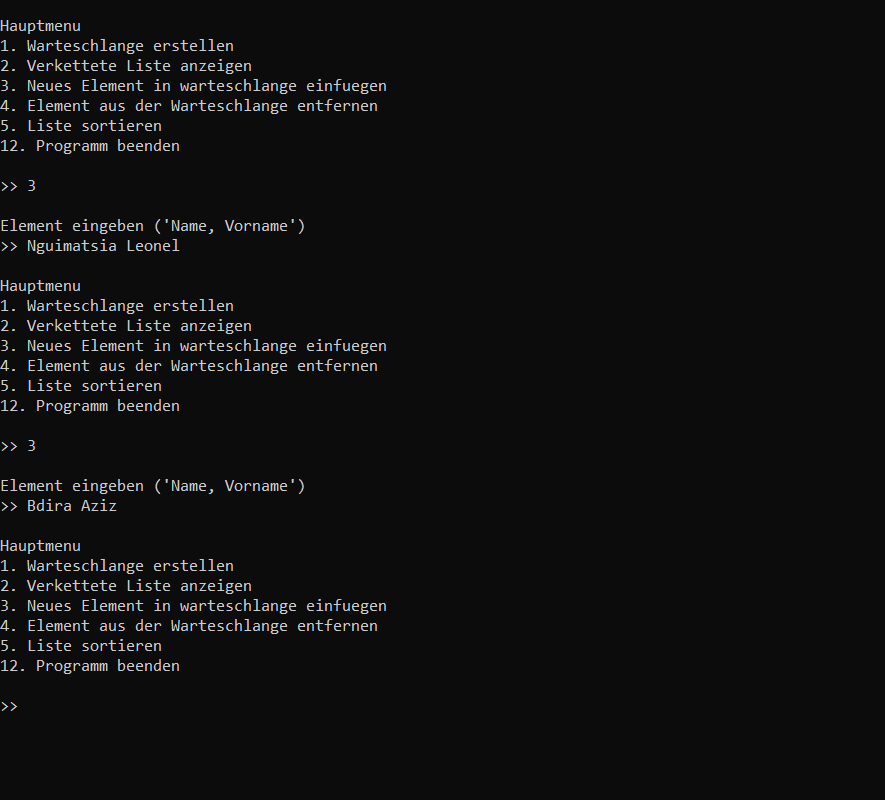 Hauptmenu
1. Warteschlange erstellen
2. Verkettete Liste anzeigen
3. Neues Element in warteschlange einfuegen
4. Element aus der Warteschlange entfernen
5. Liste sortieren
12. Programm beenden
>> 3
Element eingeben ('Name, Vorname')
>> Nguimatsia Leonel
Hauptmenu
1. Warteschlange erstellen
2. Verkettete Liste anzeigen
3. Neues Element in warteschlange einfuegen
4. Element aus der Warteschlange entfernen
5. Liste sortieren
12. Programm beenden
>> 3
Element eingeben ('Name, Vorname')
>> Bdira Aziz
Hauptmenu
1. Warteschlange erstellen
2. Verkettete Liste anzeigen
3. Neues Element in warteschlange einfuegen
4. Element aus der Warteschlange entfernen
5. Liste sortieren
12. Programm beenden
>>